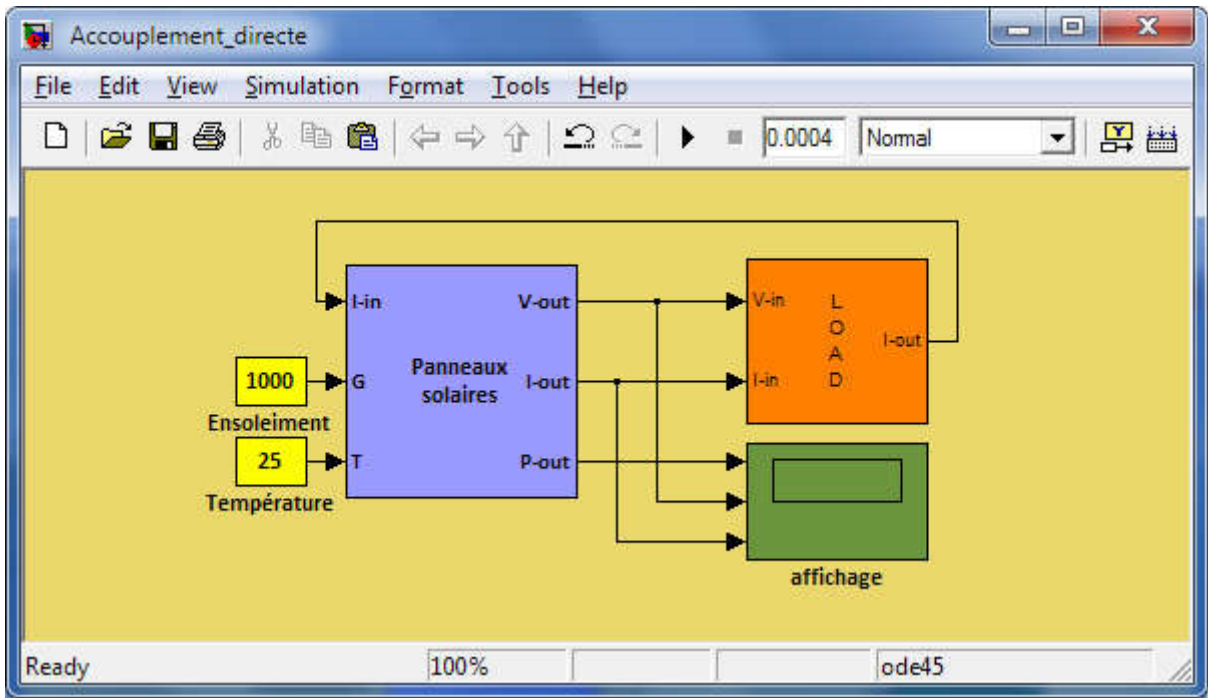 Accouplement_directe
File Edit View Simulation Format Tools Help
0.0004 Normal
I-in V-out
V-in
LOAD
I-out
1000
G
Panneaux
solaires
I-out
I-in
Ensoleiment
25
T
P-out
Température
affichage
Ready 100% ode45